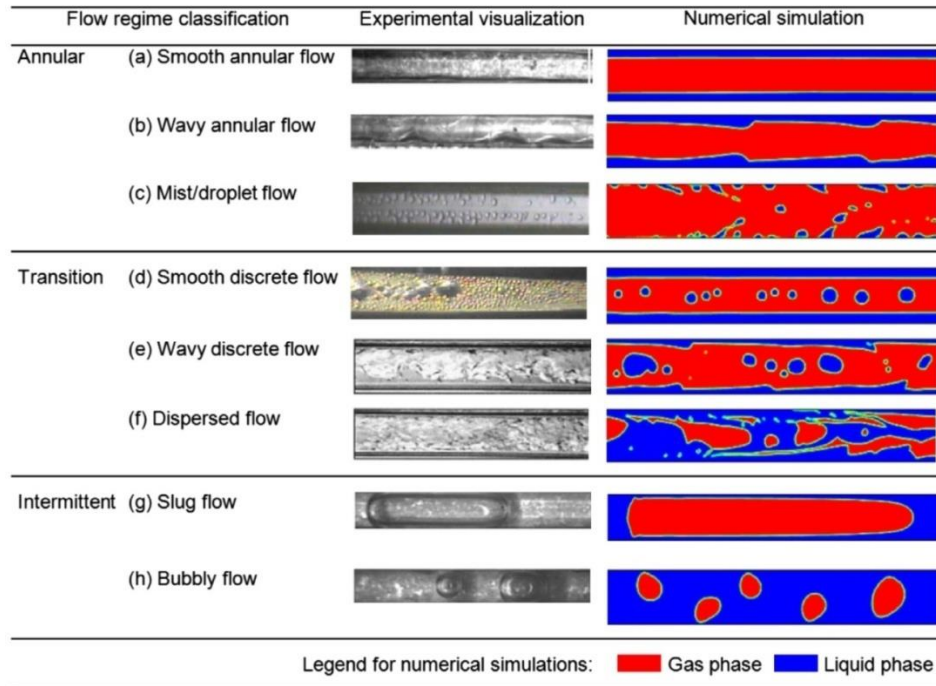 Flow regime classification Experimental visualization Numerical simulation
Annular (a) Smooth annular flow
(b) Wavy annular flow
(c) Mist/droplet flow
Transition (d) Smooth discrete flow
(e) Wavy discrete flow
(f) Dispersed flow
Intermittent (g) Slug flow
(h) Bubbly flow
Legend for numerical simulations: Gas phase Liquid phase